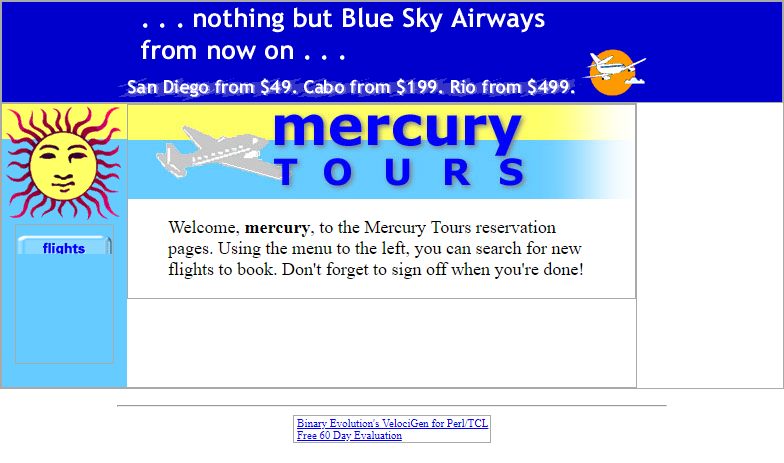 . . . nothing but Blue Sky Airways
from now on . . .
San Diego from $49. Cabo from $199. Rio from $499.
mercury
TOURS
flights
Welcome, mercury, to the Mercury Tours reservation
pages. Using the menu to the left, you can search for new
flights to book. Don't forget to sign off when you're done!
Binary Evolution's VelociGen for Perl/TCL
Free 60 Day Evaluation